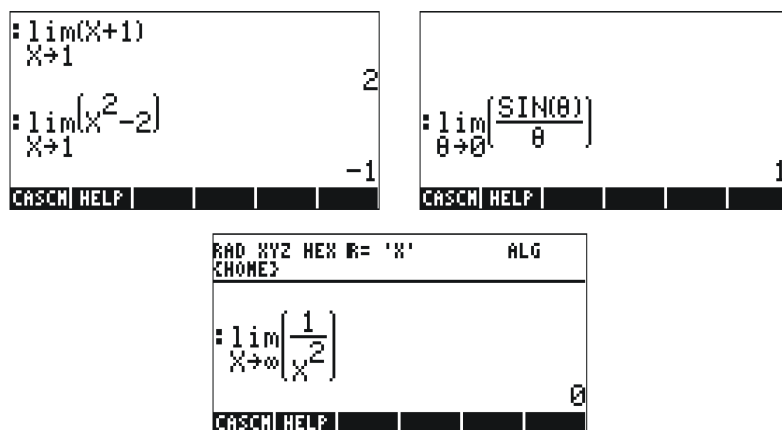 :lim(X+1)
X→1
2
:lim(X²-2)
X→1
-1
CASCM HELP
:lim(SIN(θ)/θ)
θ→0
1
CASCM HELP
RAD XYZ HEX R= 'X' ALG
{HOME}
:lim(1/X²)
X→∞
0
CASCM HELP